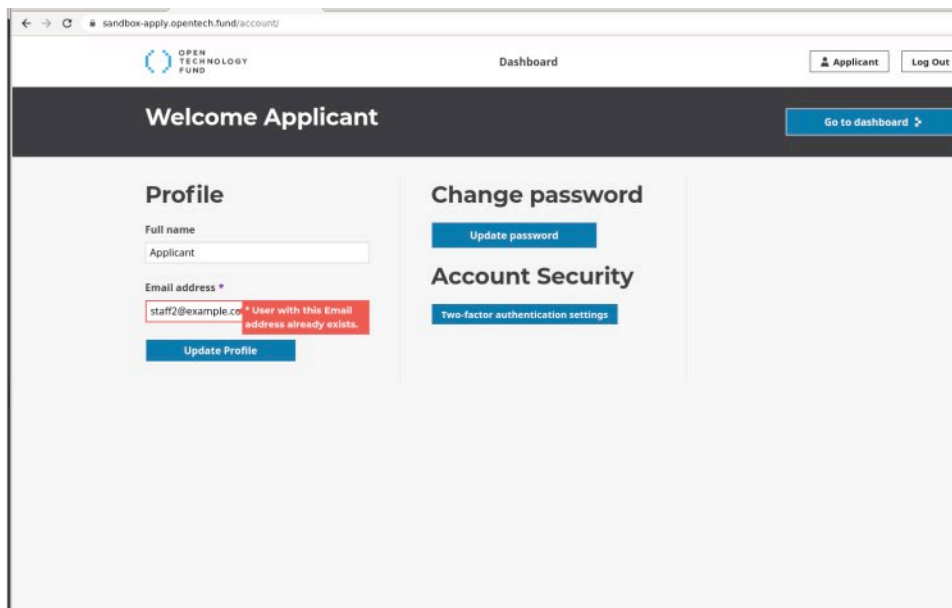 sandbox-apply.opentech.fund/account/
OPEN
TECHNOLOGY
FUND
Dashboard
Applicant
Log Out
Welcome Applicant
Go to dashboard
Profile
Full name
Applicant
Email address *
staff2@example.co
* User with this Email
address already exists.
Update Profile
Change password
Update password
Account Security
Two-factor authentication settings